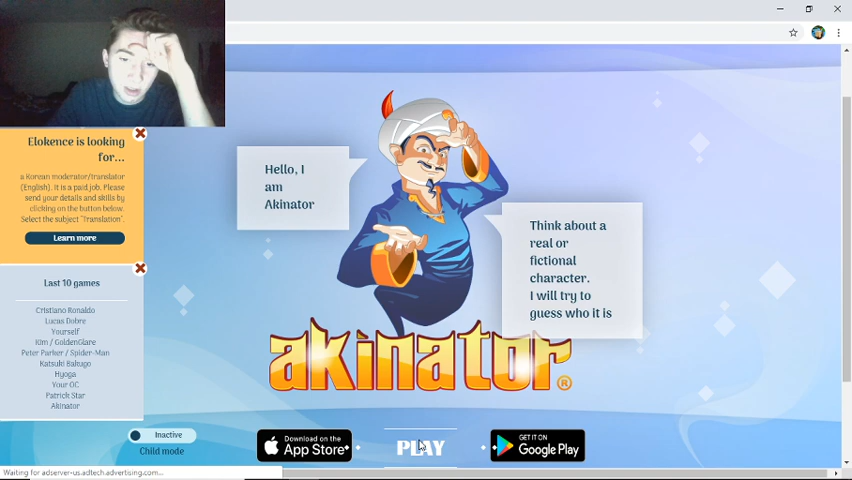 Elokence is looking
for...
a Korean moderator/translator
(English). It is a paid job. Please
send your details and skills by
clicking on the button below.
Select the subject "Translation".
Learn more
Last 10 games
Cristiano Ronaldo
Lucas Dobre
Yourself
Kim / GoldenGlare
Peter Parker / Spider-Man
Katsuki Bakugo
Hyoga
Your OC
Patrick Star
Akinator
Hello, I
am
Akinator
Think about a
real or
fictional
character.
I will try to
guess who it is
akinator®
Inactive
Child mode
Download on the
App Store
PLAY
GET IT ON
Google Play
Waiting for adserver-us.adtech.advertising.com...